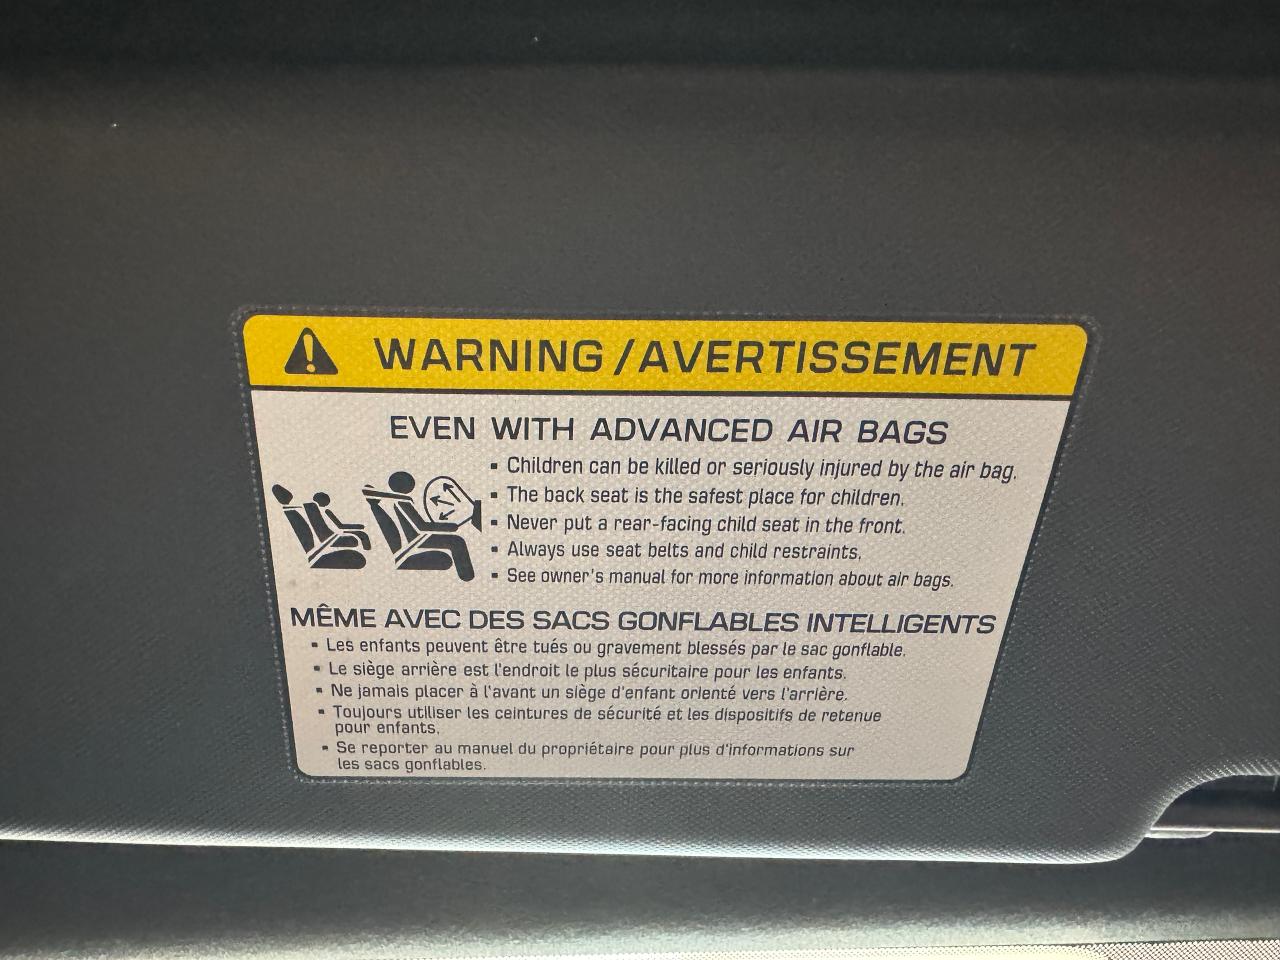 WARNING/AVERTISSEMENT
EVEN WITH ADVANCED AIR BAGS
▪ Children can be killed or seriously injured by the air bag.
▪ The back seat is the safest place for children.
▪ Never put a rear-facing child seat in the front.
▪ Always use seat belts and child restraints.
▪ See owner's manual for more information about air bags.
MÊME AVEC DES SACS GONFLABLES INTELLIGENTS
▪ Les enfants peuvent être tués ou gravement blessés par le sac gonflable.
▪ Le siège arrière est l'endroit le plus sécuritaire pour les enfants.
▪ Ne jamais placer à l'avant un siège d'enfant orienté vers l'arrière.
▪ Toujours utiliser les ceintures de sécurité et les dispositifs de retenue
pour enfants.
▪ Se reporter au manuel du propriétaire pour plus d'informations sur
les sacs gonflables.